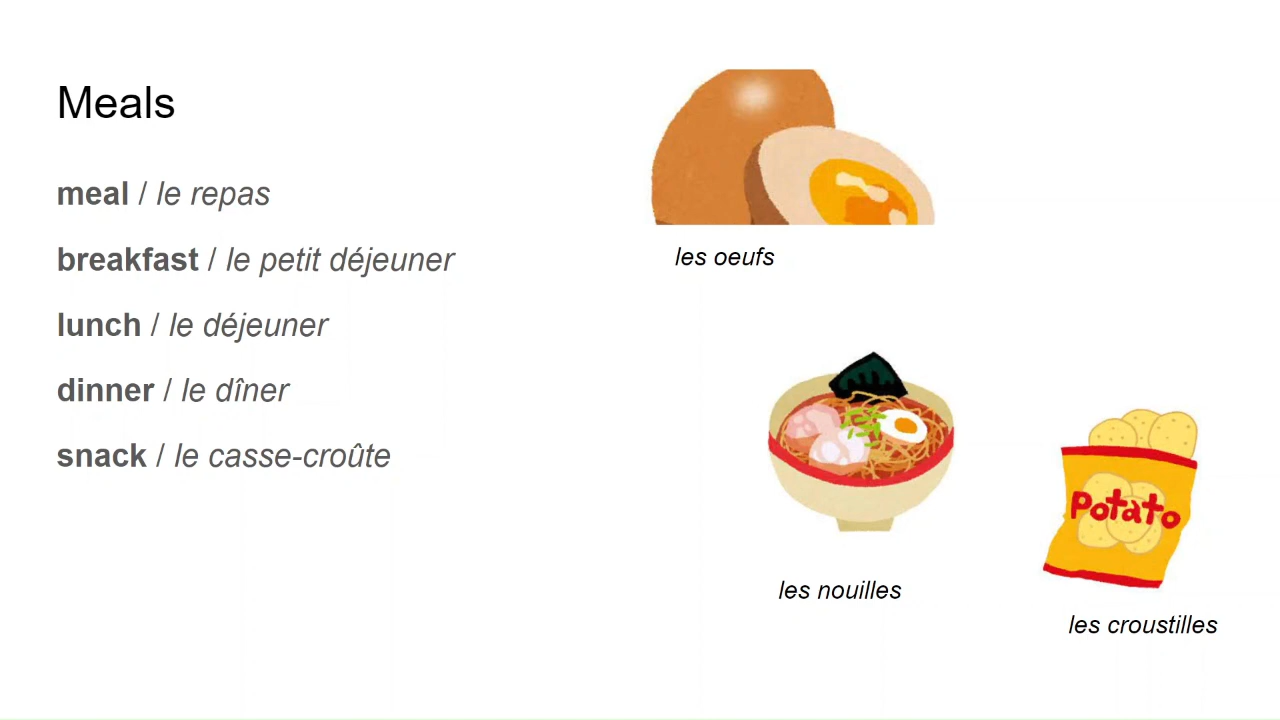 Meals
meal / le repas
breakfast / le petit déjeuner
lunch / le déjeuner
dinner / le dîner
snack / le casse-croûte
les oeufs
les nouilles
Potato
les croustilles